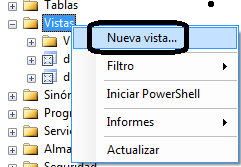 Tablas
Vistas
V
Nueva vista...
d
Filtro
d
Sinón
Iniciar PowerShell
Progr
Servic
Informes
Alma
Actualizar